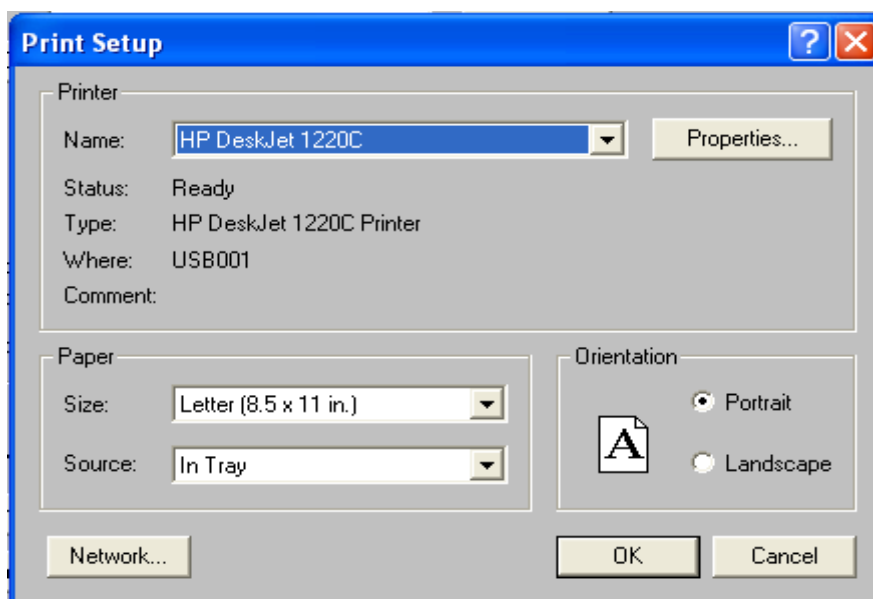 Print Setup
Printer
Name: HP DeskJet 1220C Properties...
Status: Ready
Type: HP DeskJet 1220C Printer
Where: USB001
Comment:
Paper
Size: Letter (8.5 x 11 in.)
Source: In Tray
Orientation
A
Portrait
Landscape
Network... OK Cancel